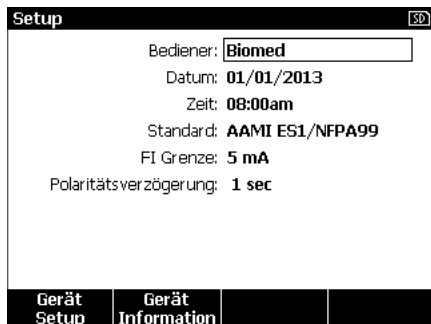 Setup SD
Bediener: Biomed
Datum: 01/01/2013
Zeit: 08:00am
Standard: AAMI ES1/NFPA99
FI Grenze: 5 mA
Polaritätsverzögerung: 1 sec
Gerät Setup Gerät Information